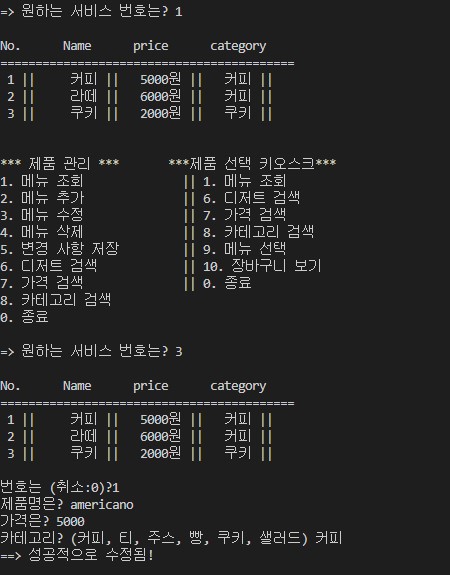 => 원하는 서비스 번호는? 1
No. Name price category
==========================================
1 || 커피 || 5000원 || 커피 ||
2 || 라떼 || 6000원 || 커피 ||
3 || 쿠키 || 2000원 || 쿠키 ||
*** 제품 관리 *** ***제품 선택 키오스크***
1. 메뉴 조회 || 1. 메뉴 조회
2. 메뉴 추가 || 6. 디저트 검색
3. 메뉴 수정 || 7. 가격 검색
4. 메뉴 삭제 || 8. 카테고리 검색
5. 변경 사항 저장 || 9. 메뉴 선택
6. 디저트 검색 || 10. 장바구니 보기
7. 가격 검색 || 0. 종료
8. 카테고리 검색
0. 종료
=> 원하는 서비스 번호는? 3
No. Name price category
==========================================
1 || 커피 || 5000원 || 커피 ||
2 || 라떼 || 6000원 || 커피 ||
3 || 쿠키 || 2000원 || 쿠키 ||
번호는 (취소:0)?1
제품명은? americano
가격은? 5000
카테고리? (커피, 티, 주스, 빵, 쿠키, 샐러드) 커피
==> 성공적으로 수정됨!